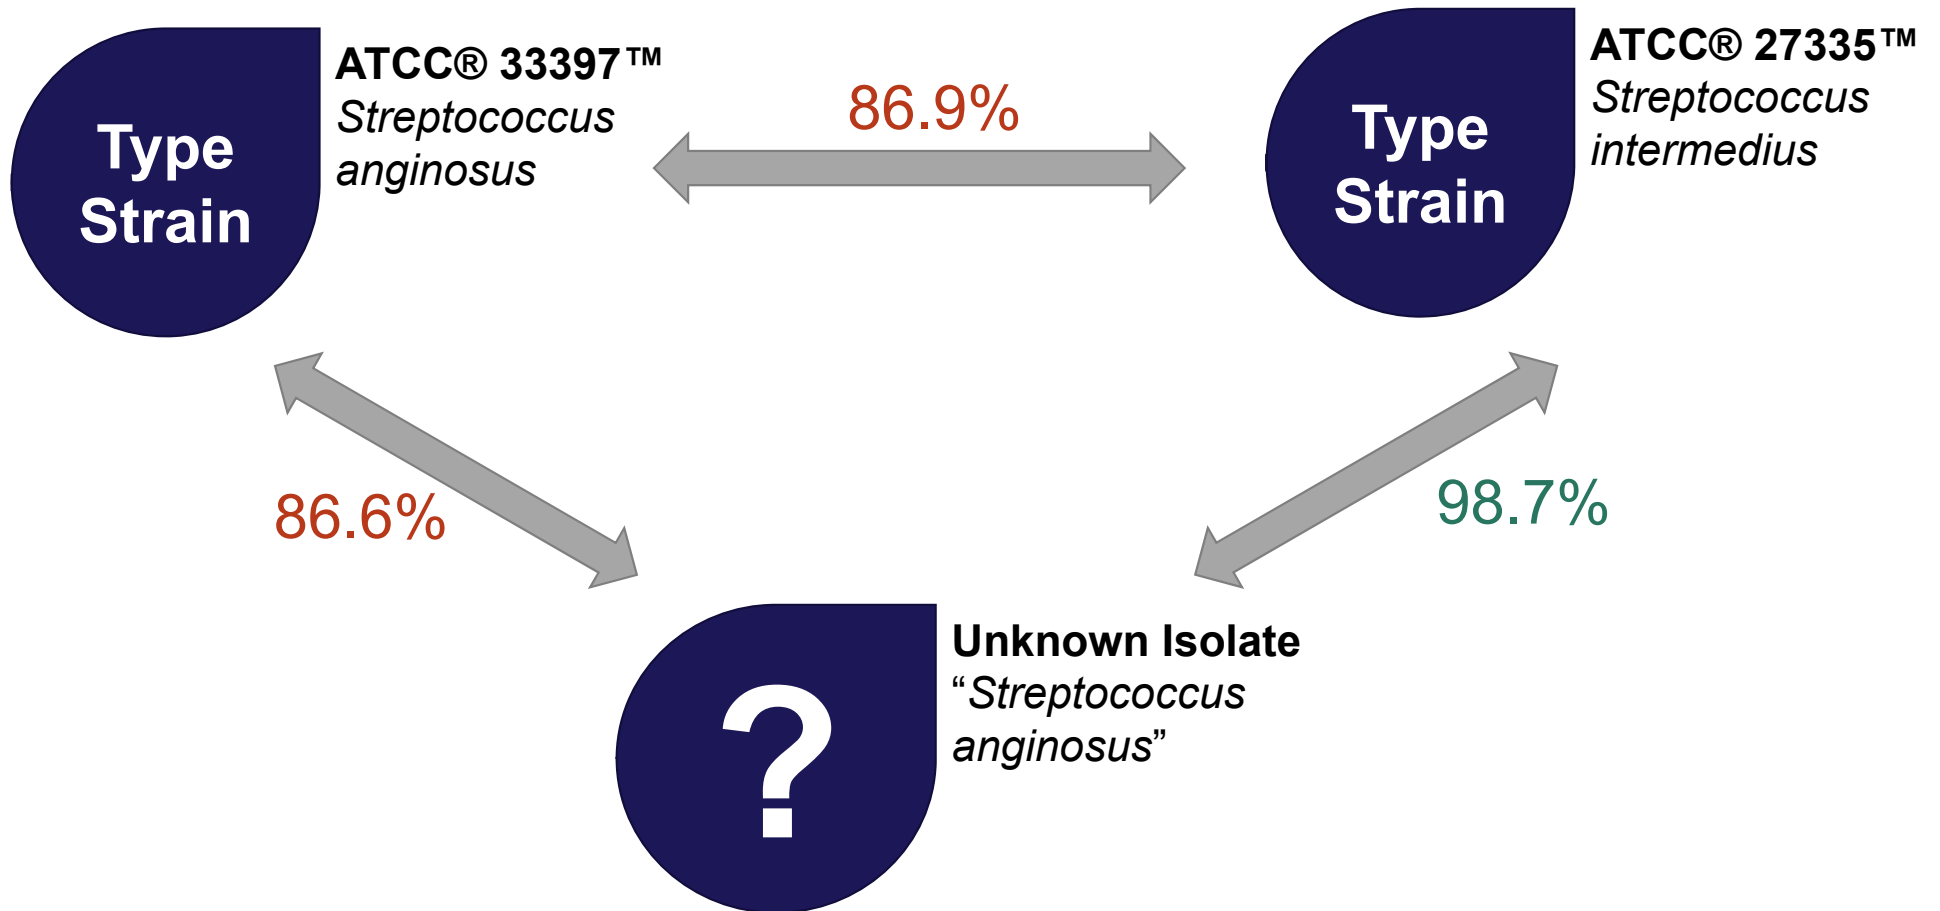 Type
Strain
ATCC® 33397™
Streptococcus
anginosus
86.9%
Type
Strain
ATCC® 27335™
Streptococcus
intermedius
86.6%
98.7%
?
Unknown Isolate
“Streptococcus
anginosus”